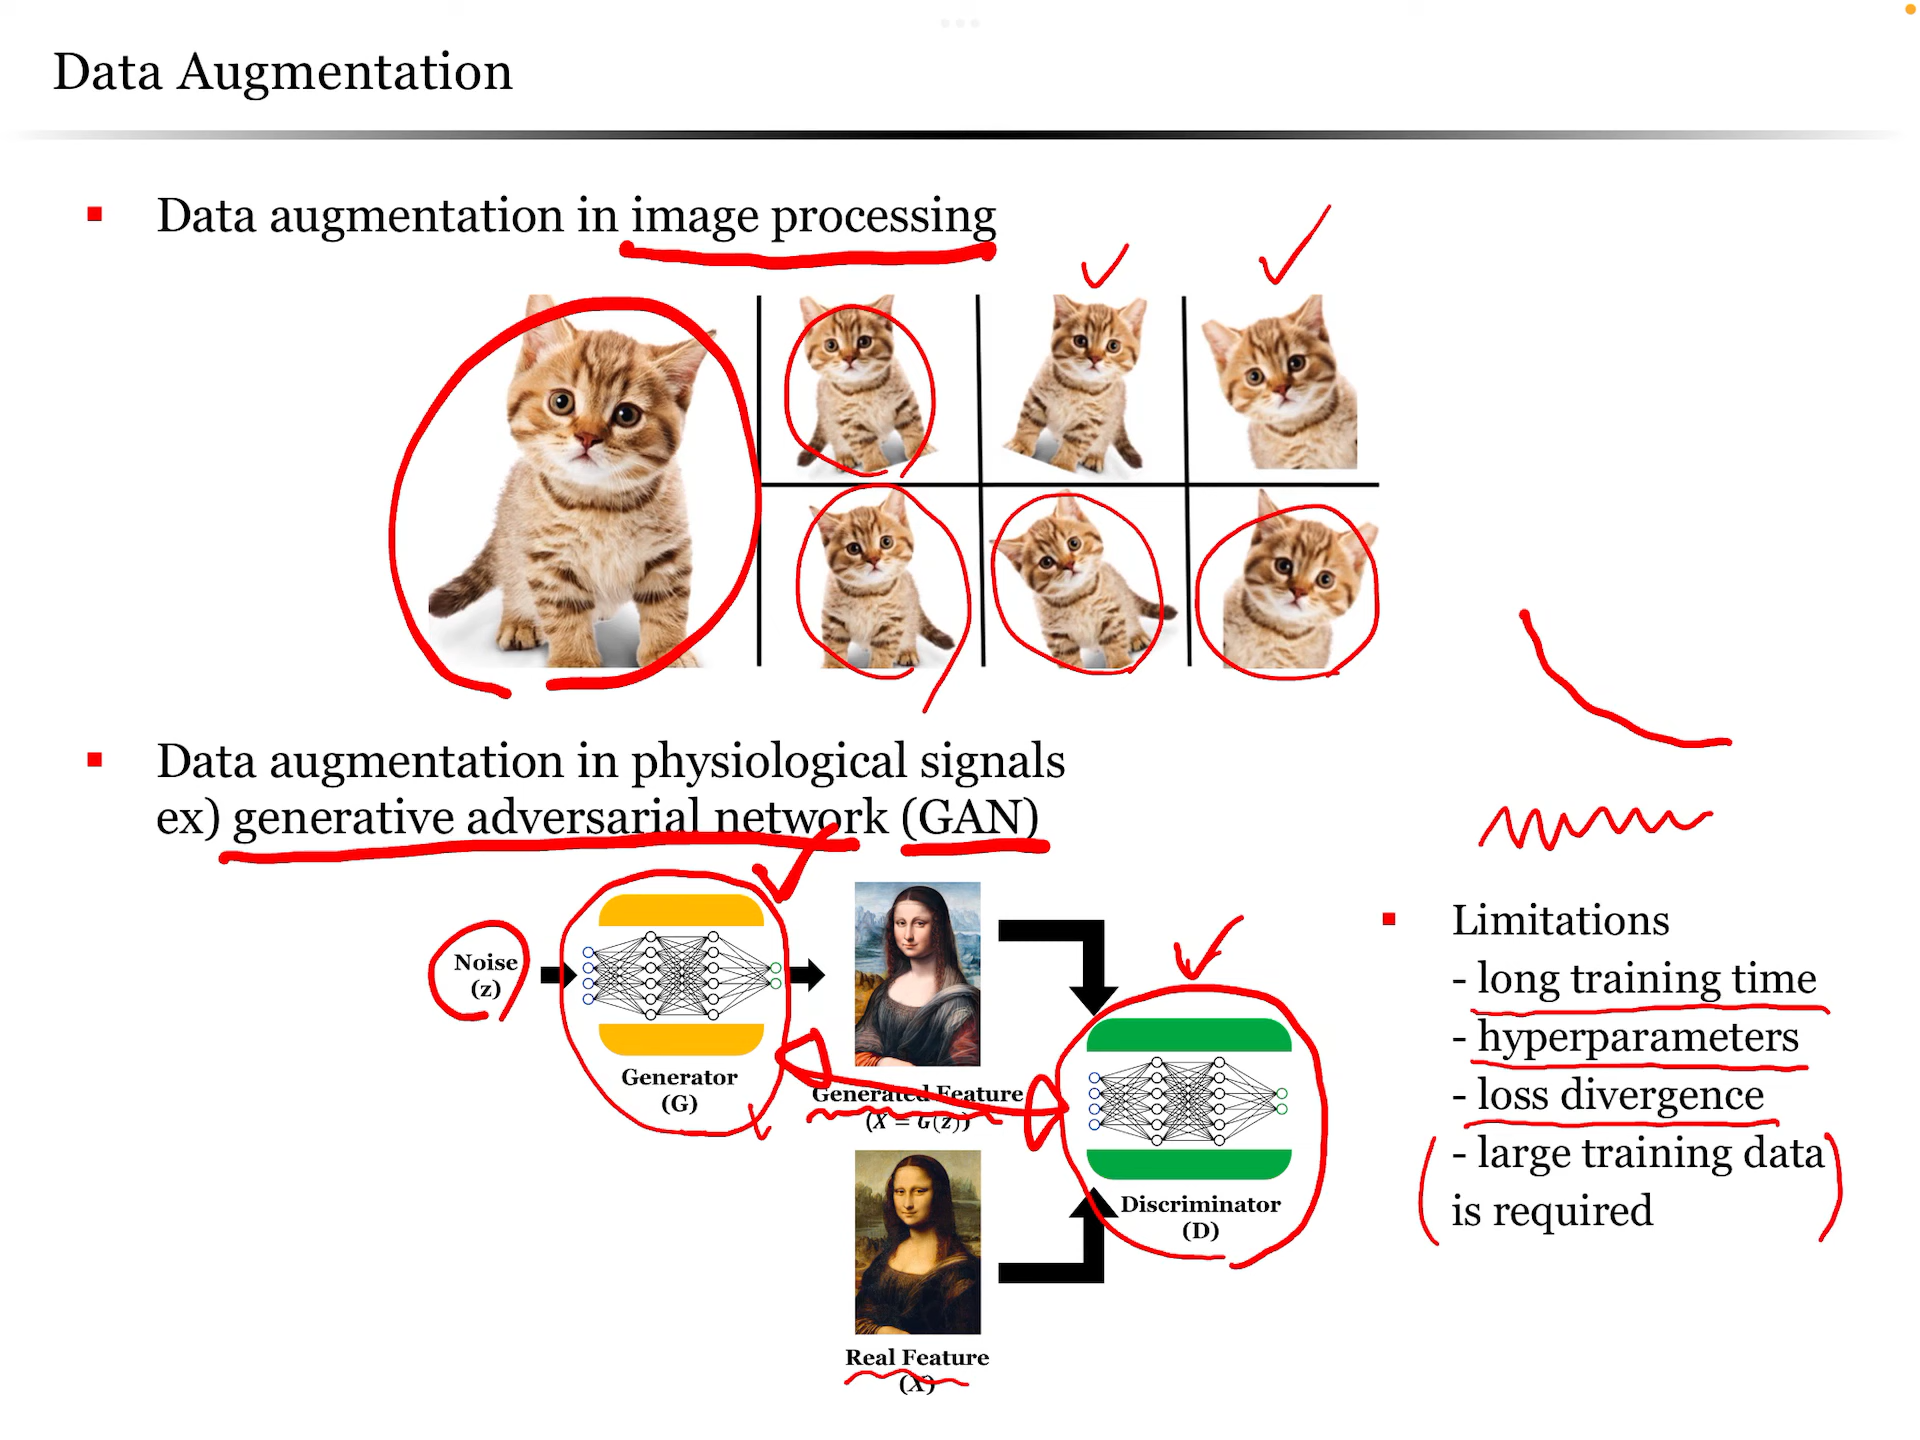 Data Augmentation
Data augmentation in image processing
Data augmentation in physiological signals
ex) generative adversarial network (GAN)
Noise
(z)
Generator
(G)
Generated Feature
(X = G(z))
Real Feature
(X)
Discriminator
(D)
Limitations
- long training time
- hyperparameters
- loss divergence
- large training data
is required